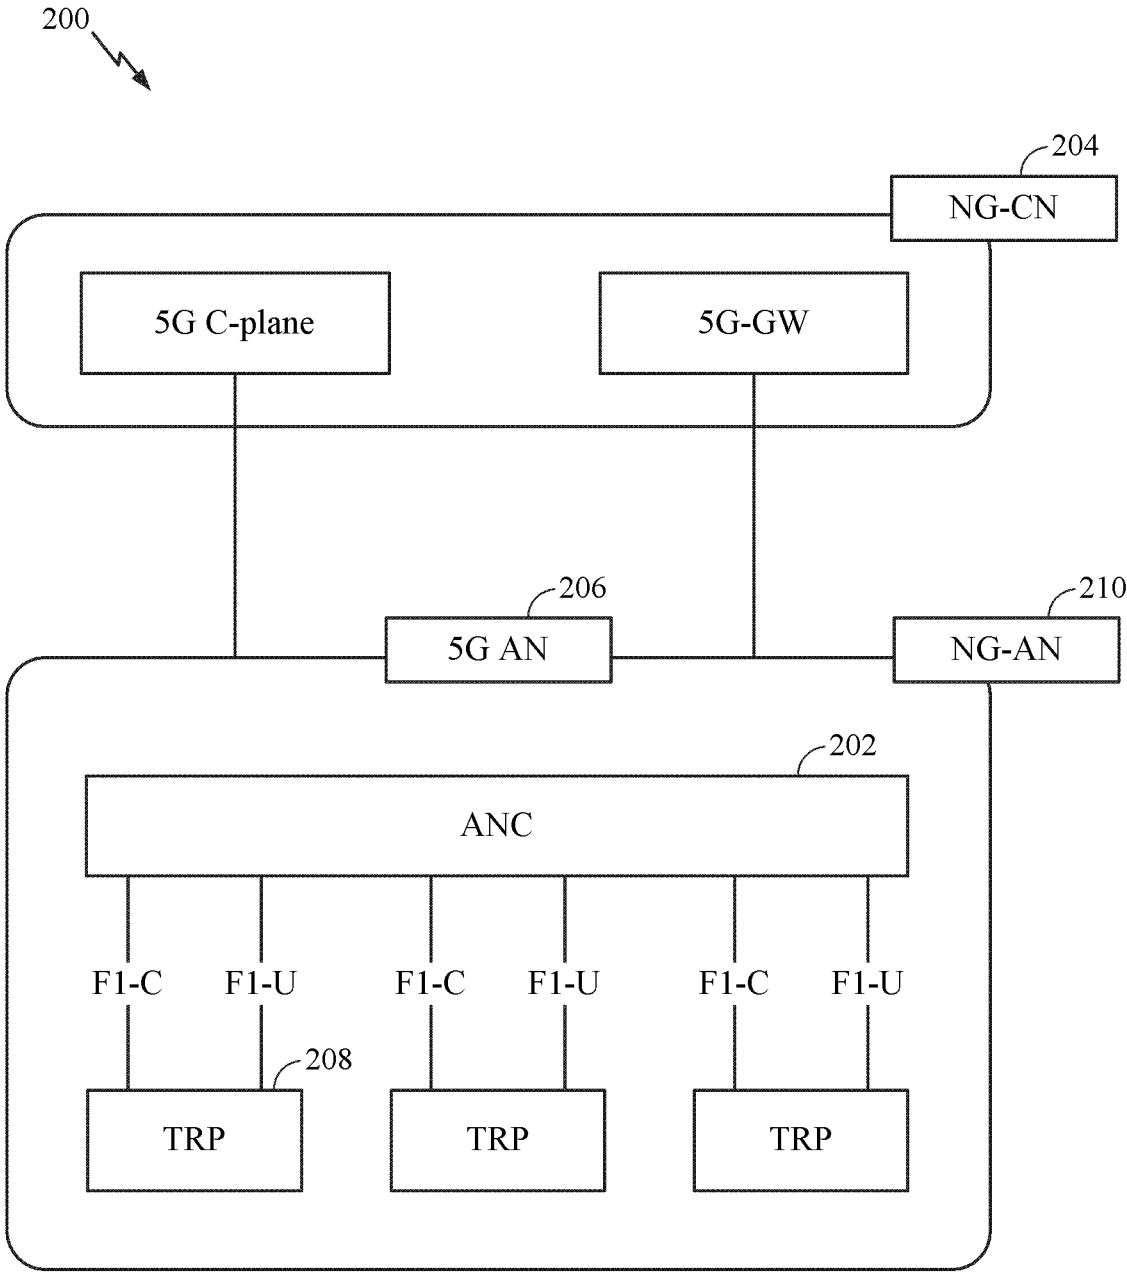 200
204
NG-CN
5G C-plane
5G-GW
206
210
5G AN
NG-AN
202
ANC
F1-C
F1-U
F1-C
F1-U
F1-C
F1-U
208
TRP
TRP
TRP